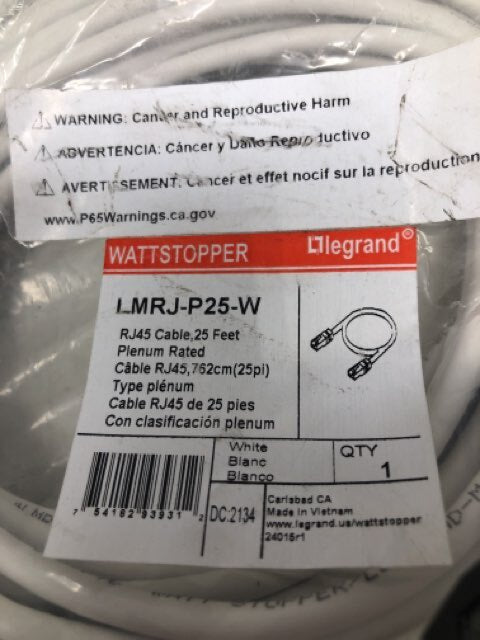 WARNING: Cancer and Reproductive Harm
ADVERTENCIA: Cáncer y Daño Reproductivo
AVERTISSEMENT: Cancer et effet nocif sur la reproduction
www.P65Warnings.ca.gov
WATTSTOPPER
legrand®
LMRJ-P25-W
RJ45 Cable,25 Feet
Plenum Rated
Câble RJ45,762cm(25pi)
Type plénum
Cable RJ45 de 25 pies
Con clasificación plenum
White
Blanc
Blanco
QTY
1
7 54182 93931 2
DC:2134
Carlsbad CA
Made in Vietnam
www.legrand.us/wattstopper
24016r1
WATT STOPPER